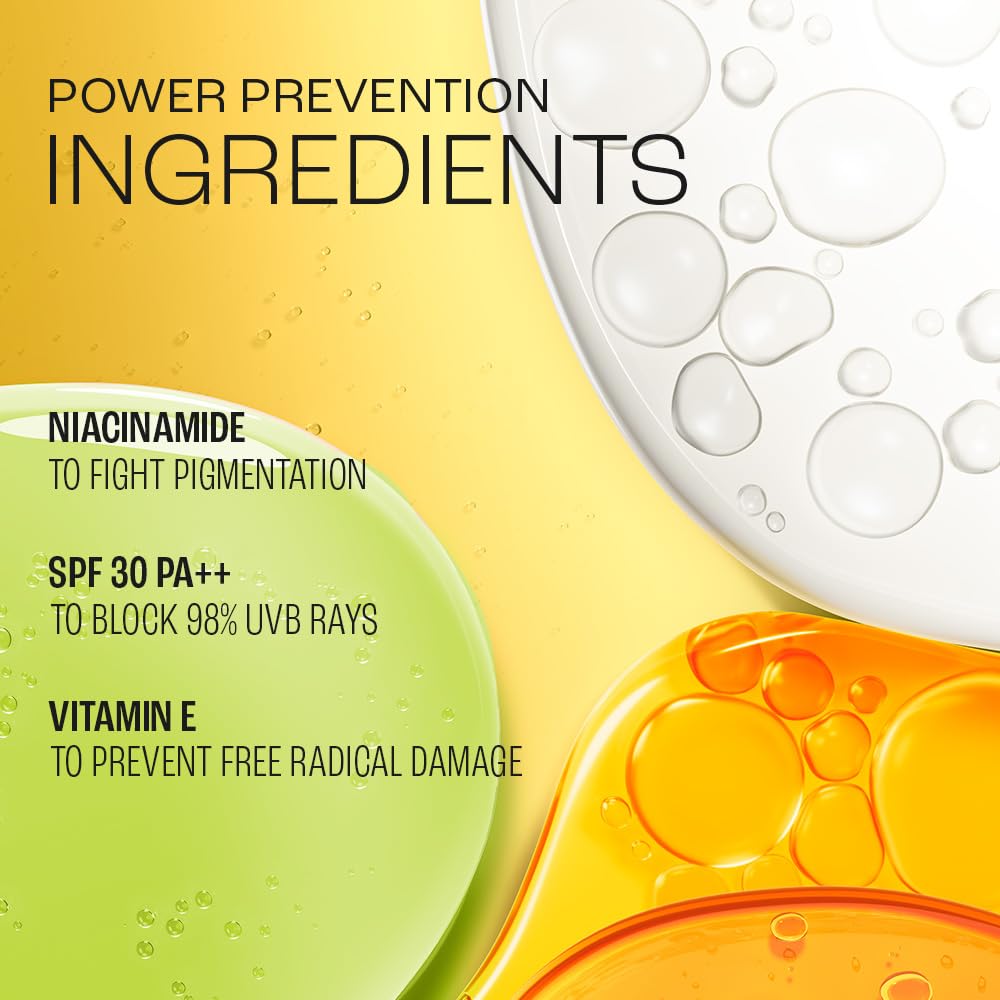 POWER PREVENTION
INGREDIENTS
NIACINAMIDE
TO FIGHT PIGMENTATION
SPF 30 PA++
TO BLOCK 98% UVB RAYS
VITAMIN E
TO PREVENT FREE RADICAL DAMAGE